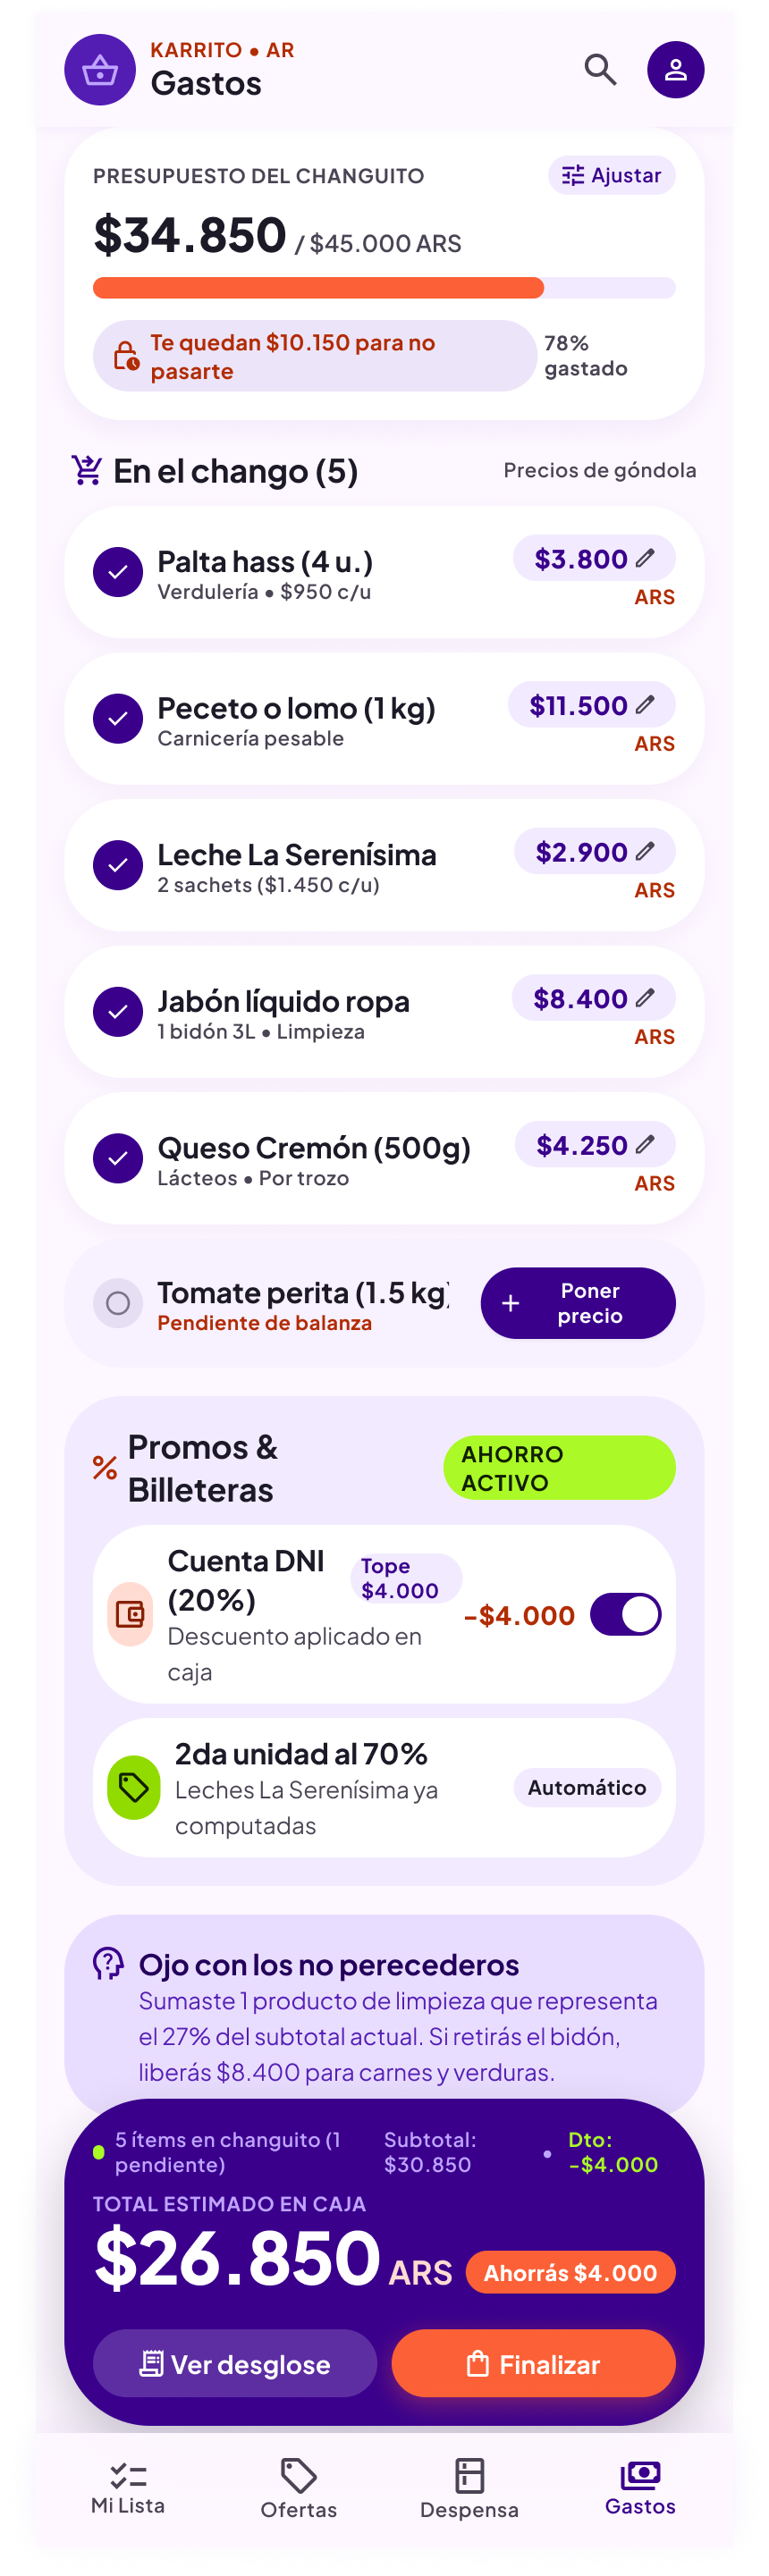 KARRITO • AR
Gastos
PRESUPUESTO DEL CHANGUITO
Ajustar
$34.850 / $45.000 ARS
Te quedan $10.150 para no
pasarte
78%
gastado
En el chango (5)
Precios de góndola
Palta hass (4 u.)
Verdulería • $950 c/u
$3.800
ARS
Peceto o lomo (1 kg)
Carnicería pesable
$11.500
ARS
Leche La Serenísima
2 sachets ($1.450 c/u)
$2.900
ARS
Jabón líquido ropa
1 bidón 3L • Limpieza
$8.400
ARS
Queso Cremón (500g)
Lácteos • Por trozo
$4.250
ARS
Tomate perita (1.5 kg)
Pendiente de balanza
Poner
precio
Promos &
Billeteras
AHORRO
ACTIVO
Cuenta DNI
(20%)
Tope
$4.000
Descuento aplicado en
caja
-$4.000
2da unidad al 70%
Leches La Serenísima ya
computadas
Automático
Ojo con los no perecederos
Sumaste 1 producto de limpieza que representa
el 27% del subtotal actual. Si retirás el bidón,
liberás $8.400 para carnes y verduras.
5 ítems en changuito (1
pendiente)
Subtotal:
$30.850
•
Dto:
-$4.000
TOTAL ESTIMADO EN CAJA
$26.850 ARS
Ahorrás $4.000
Ver desglose
Finalizar
Mi Lista
Ofertas
Despensa
Gastos